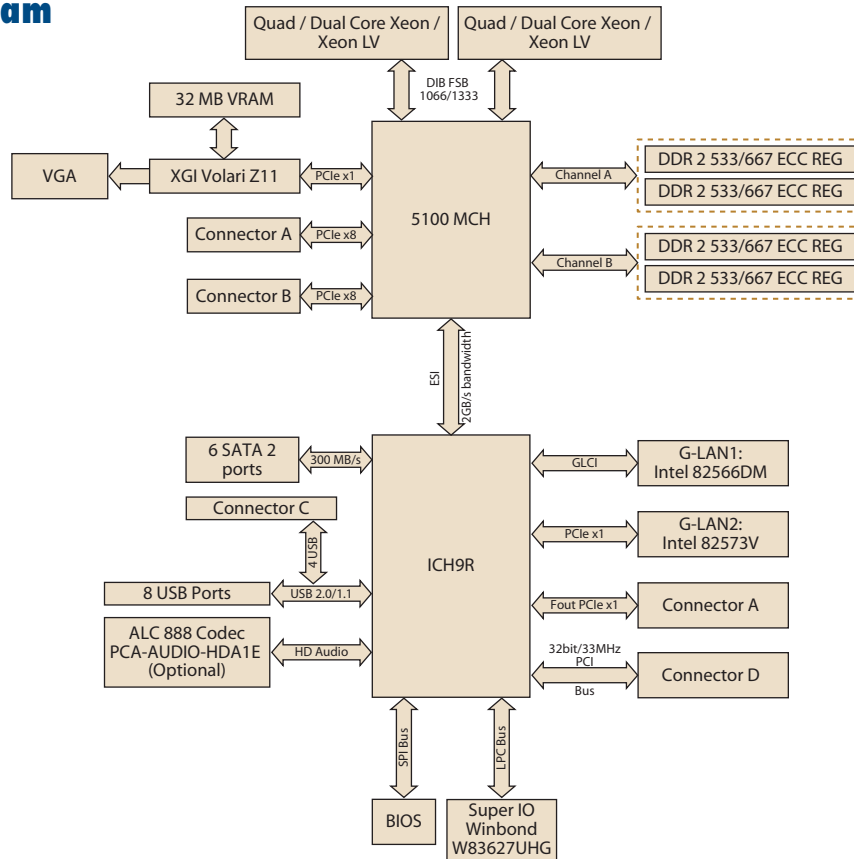 am
Quad / Dual Core Xeon /
Xeon LV
Quad / Dual Core Xeon /
Xeon LV
DIB FSB
1066/1333
32 MB VRAM
VGA
XGI Volari Z11
PCIe x1
5100 MCH
Channel A
DDR 2 533/667 ECC REG
DDR 2 533/667 ECC REG
Connector A
PCIe x8
Channel B
DDR 2 533/667 ECC REG
DDR 2 533/667 ECC REG
Connector B
PCIe x8
ESI
2GB/s bandwidth
6 SATA 2
ports
300 MB/s
ICH9R
GLCI
G-LAN1:
Intel 82566DM
Connector C
4 USB
PCIe x1
G-LAN2:
Intel 82573V
8 USB Ports
USB 2.0/1.1
Fout PCIe x1
Connector A
ALC 888 Codec
PCA-AUDIO-HDA1E
(Optional)
HD Audio
32bit/33MHz
PCI
Bus
Connector D
SPI Bus
LPC Bus
BIOS
Super IO
Winbond
W83627UHG